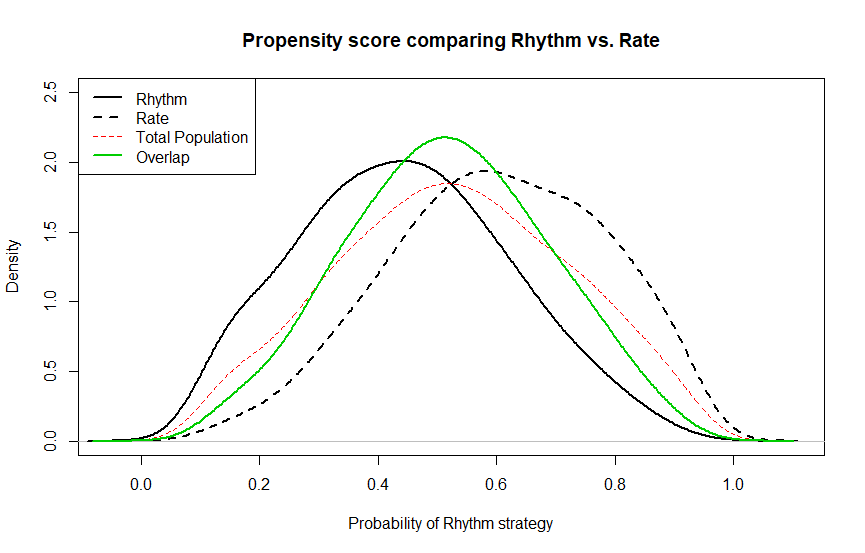 Propensity score comparing Rhythm vs. Rate
Rhythm
Rate
Total Population
Overlap
Density
2.5
2.0
1.5
1.0
0.5
0.0
0.0 0.2 0.4 0.6 0.8 1.0
Probability of Rhythm strategy